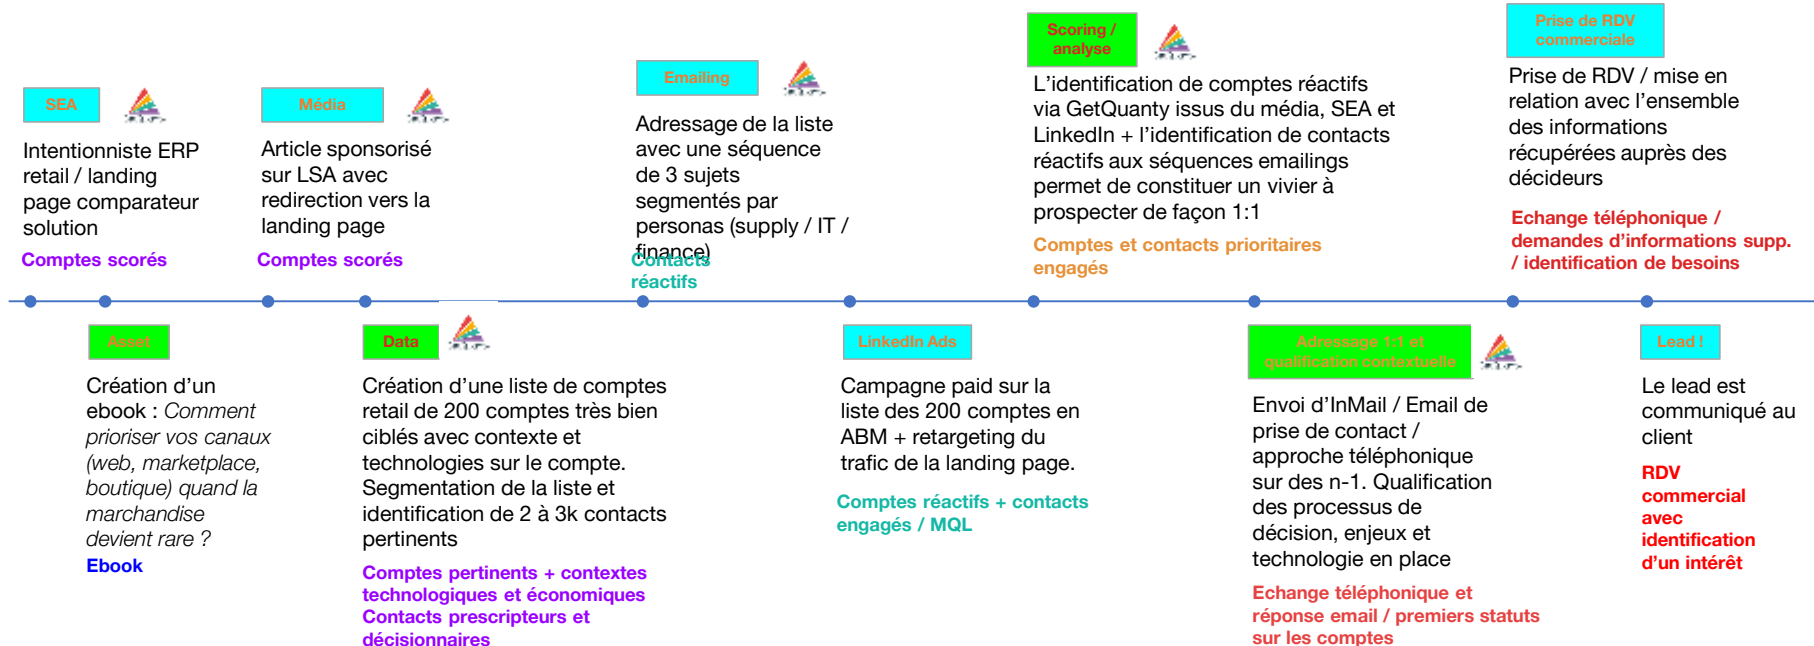 SEA
Intentionniste ERP
retail / landing
page comparateur
solution
Comptes scorés
Média
Article sponsorisé
sur LSA avec
redirection vers la
landing page
Comptes scorés
Emailing
Adressage de la liste
avec une séquence
de 3 sujets
segmentés par
personas (supply / IT /
finance)
Contacts
réactifs
Scoring /
analyse
L’identification de comptes réactifs
via GetQuanty issus du média, SEA et
LinkedIn + l’identification de contacts
réactifs aux séquences emailings
permet de constituer un vivier à
prospecter de façon 1:1
Comptes et contacts prioritaires
engagés
Prise de RDV
commerciale
Prise de RDV / mise en
relation avec l’ensemble
des informations
récupérées auprès des
décideurs
Echange téléphonique /
demandes d’informations supp.
/ identification de besoins
Asset
Création d’un
ebook : Comment
prioriser vos canaux
(web, marketplace,
boutique) quand la
marchandise
devient rare ?
Ebook
Data
Création d’une liste de comptes
retail de 200 comptes très bien
ciblés avec contexte et
technologies sur le compte.
Segmentation de la liste et
identification de 2 à 3k contacts
pertinents
Comptes pertinents + contextes
technologiques et économiques
Contacts prescripteurs et
décisionnaires
LinkedIn Ads
Campagne paid sur la
liste des 200 comptes en
ABM + retargeting du
trafic de la landing page.
Comptes réactifs + contacts
engagés / MQL
Adressage 1:1 et
qualification contextuelle
Envoi d’InMail / Email de
prise de contact /
approche téléphonique
sur des n-1. Qualification
des processus de
décision, enjeux et
technologie en place
Echange téléphonique et
réponse email / premiers statuts
sur les comptes
Lead !
Le lead est
communiqué au
client
RDV
commercial
avec
identification
d’un intérêt